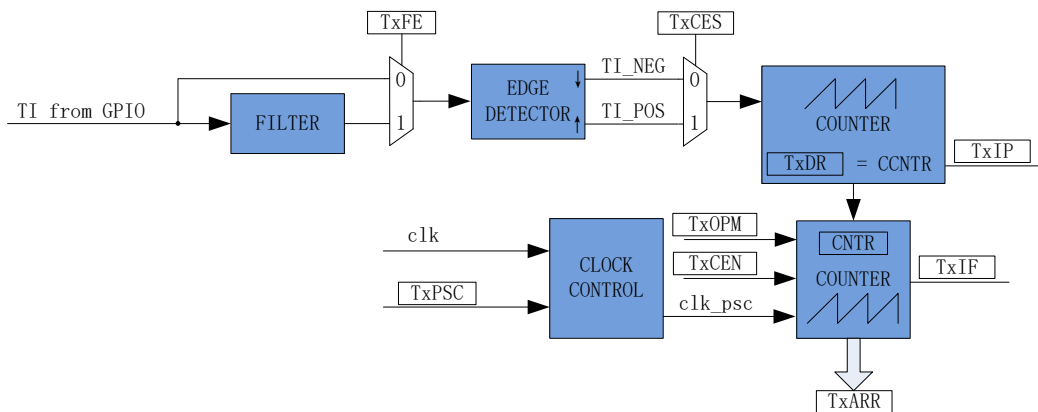 TxFE
TxCES
TI from GPIO
FILTER
0
1
EDGE
DETECTOR
TI_NEG
TI_POS
0
1
COUNTER
TxDR = CCNTR
TxIP
clk
TxPSC
CLOCK
CONTROL
TxOPM
TxCEN
clk_psc
CNTR
COUNTER
TxIF
TxARR